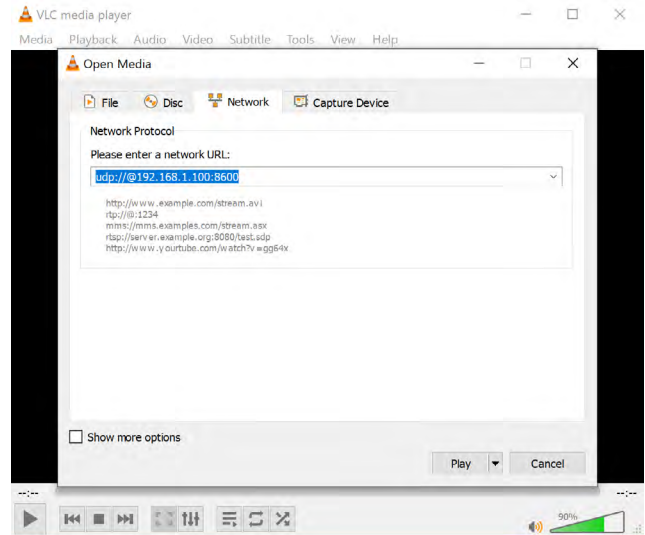 VLC media player
Media Playback Audio Video Subtitle Tools View Help
Open Media
File Disc Network Capture Device
Network Protocol
Please enter a network URL:
udp://@192.168.1.100:8600
http://www.example.com/stream.avi
rtp://@:1234
mms://mms.examples.com/stream.asx
rtsp://server.example.org:8080/test.sdp
http://www.yourtube.com/watch?v=gg64x
Show more options
Play Cancel
--:-- --:--
90%